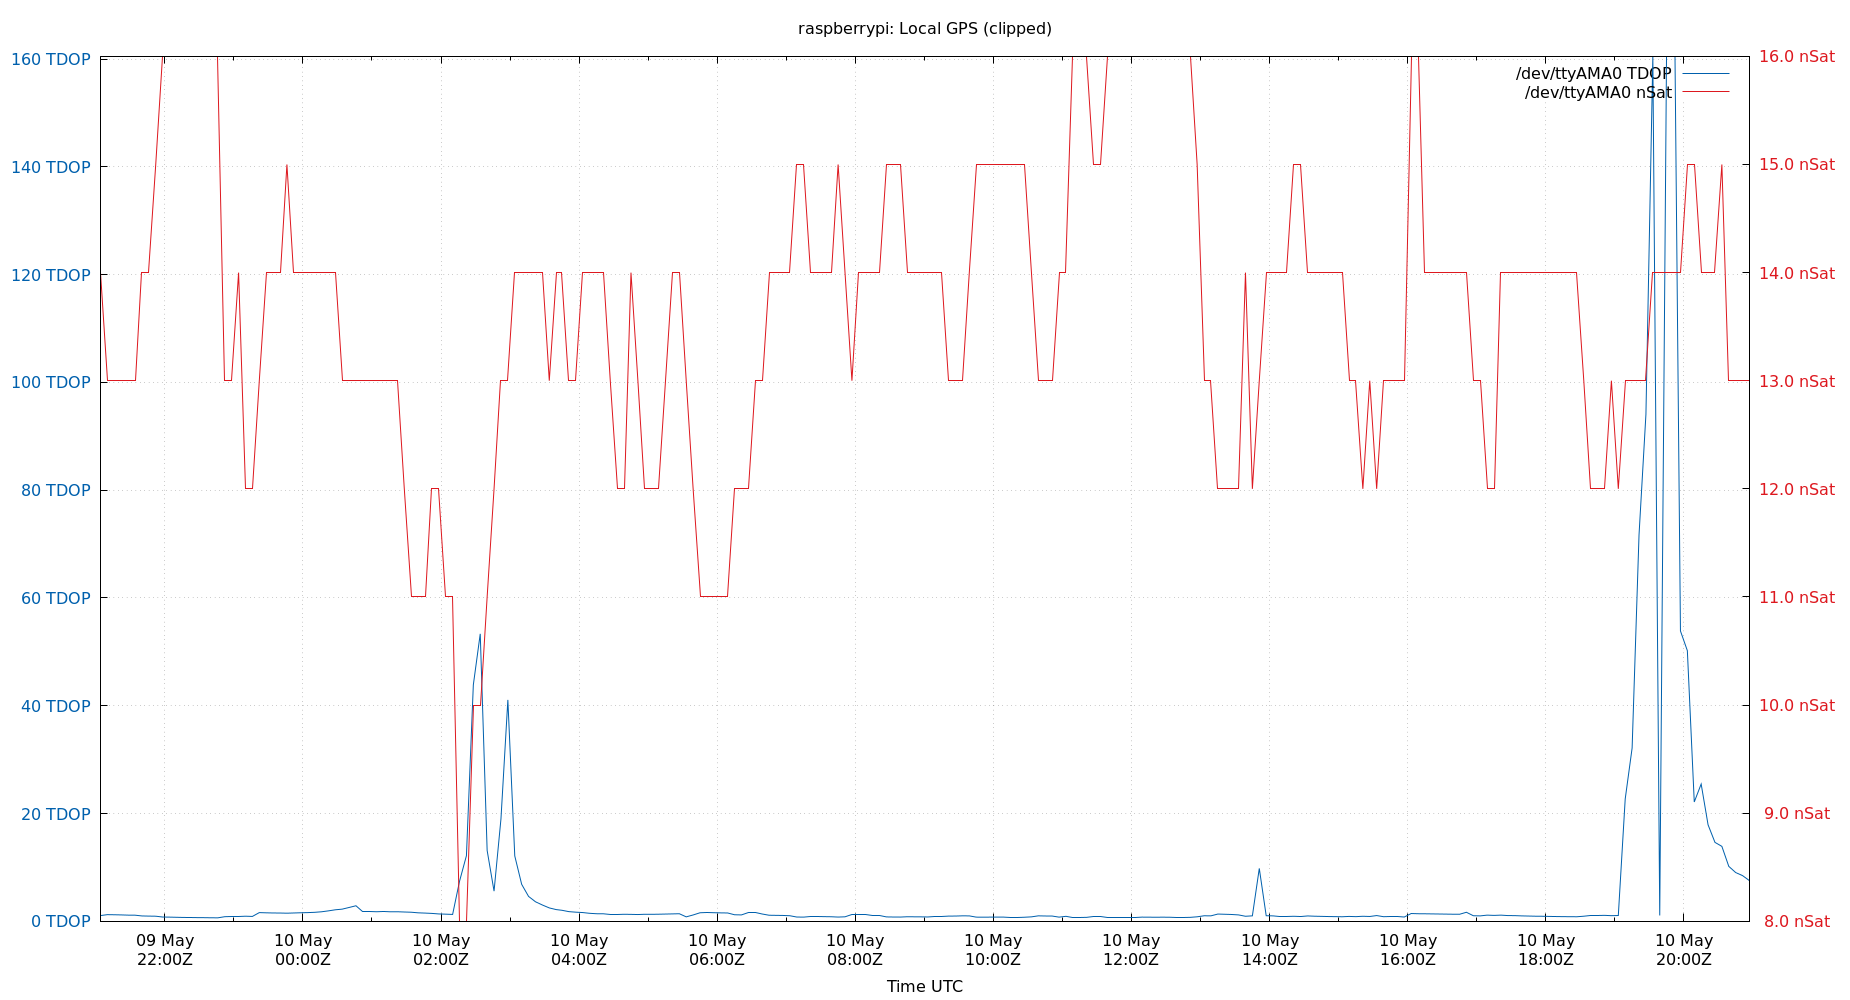 raspberrypi: Local GPS (clipped)
160 TDOP
140 TDOP
120 TDOP
100 TDOP
80 TDOP
60 TDOP
40 TDOP
20 TDOP
0 TDOP
16.0 nSat
15.0 nSat
14.0 nSat
13.0 nSat
12.0 nSat
11.0 nSat
10.0 nSat
9.0 nSat
8.0 nSat
/dev/ttyAMA0 TDOP
/dev/ttyAMA0 nSat
09 May
22:00Z
10 May
00:00Z
10 May
02:00Z
10 May
04:00Z
10 May
06:00Z
10 May
08:00Z
10 May
10:00Z
10 May
12:00Z
10 May
14:00Z
10 May
16:00Z
10 May
18:00Z
10 May
20:00Z
Time UTC